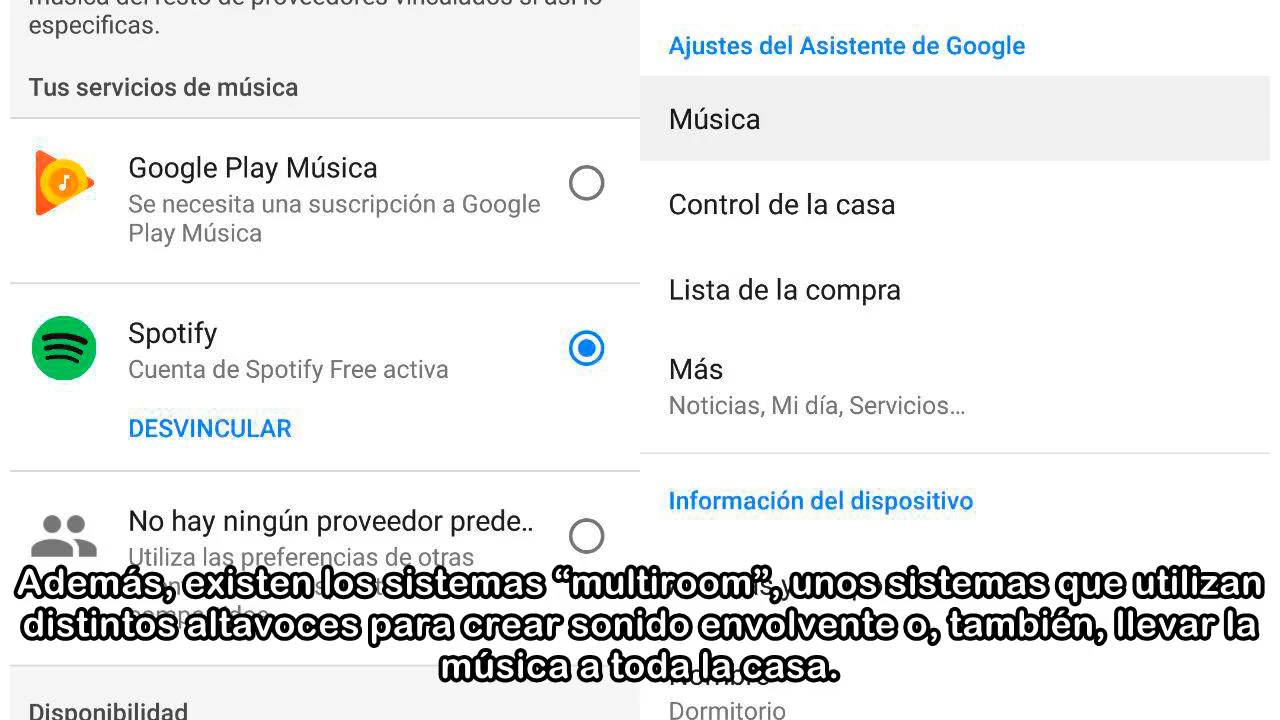 especificas.
Tus servicios de música
Google Play Música
Se necesita una suscripción a Google
Play Música
Spotify
Cuenta de Spotify Free activa
DESVINCULAR
No hay ningún proveedor prede..
Utiliza las preferencias de otras
Disponibilidad
Ajustes del Asistente de Google
Música
Control de la casa
Lista de la compra
Más
Noticias, Mi día, Servicios...
Información del dispositivo
Nombre
Dormitorio
Además, existen los sistemas “multiroom”, unos sistemas que utilizan
distintos altavoces para crear sonido envolvente o, también, llevar la
música a toda la casa.